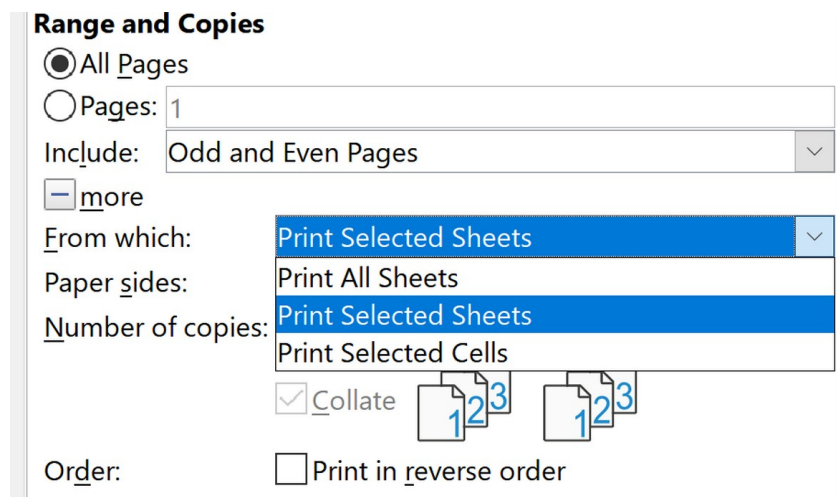 Range and Copies
All Pages
Pages: 1
Include: Odd and Even Pages
more
From which: Print Selected Sheets
Print All Sheets
Paper sides:
Print Selected Sheets
Number of copies:
Print Selected Cells
Collate 1 2 3 1 2 3
Order: Print in reverse order